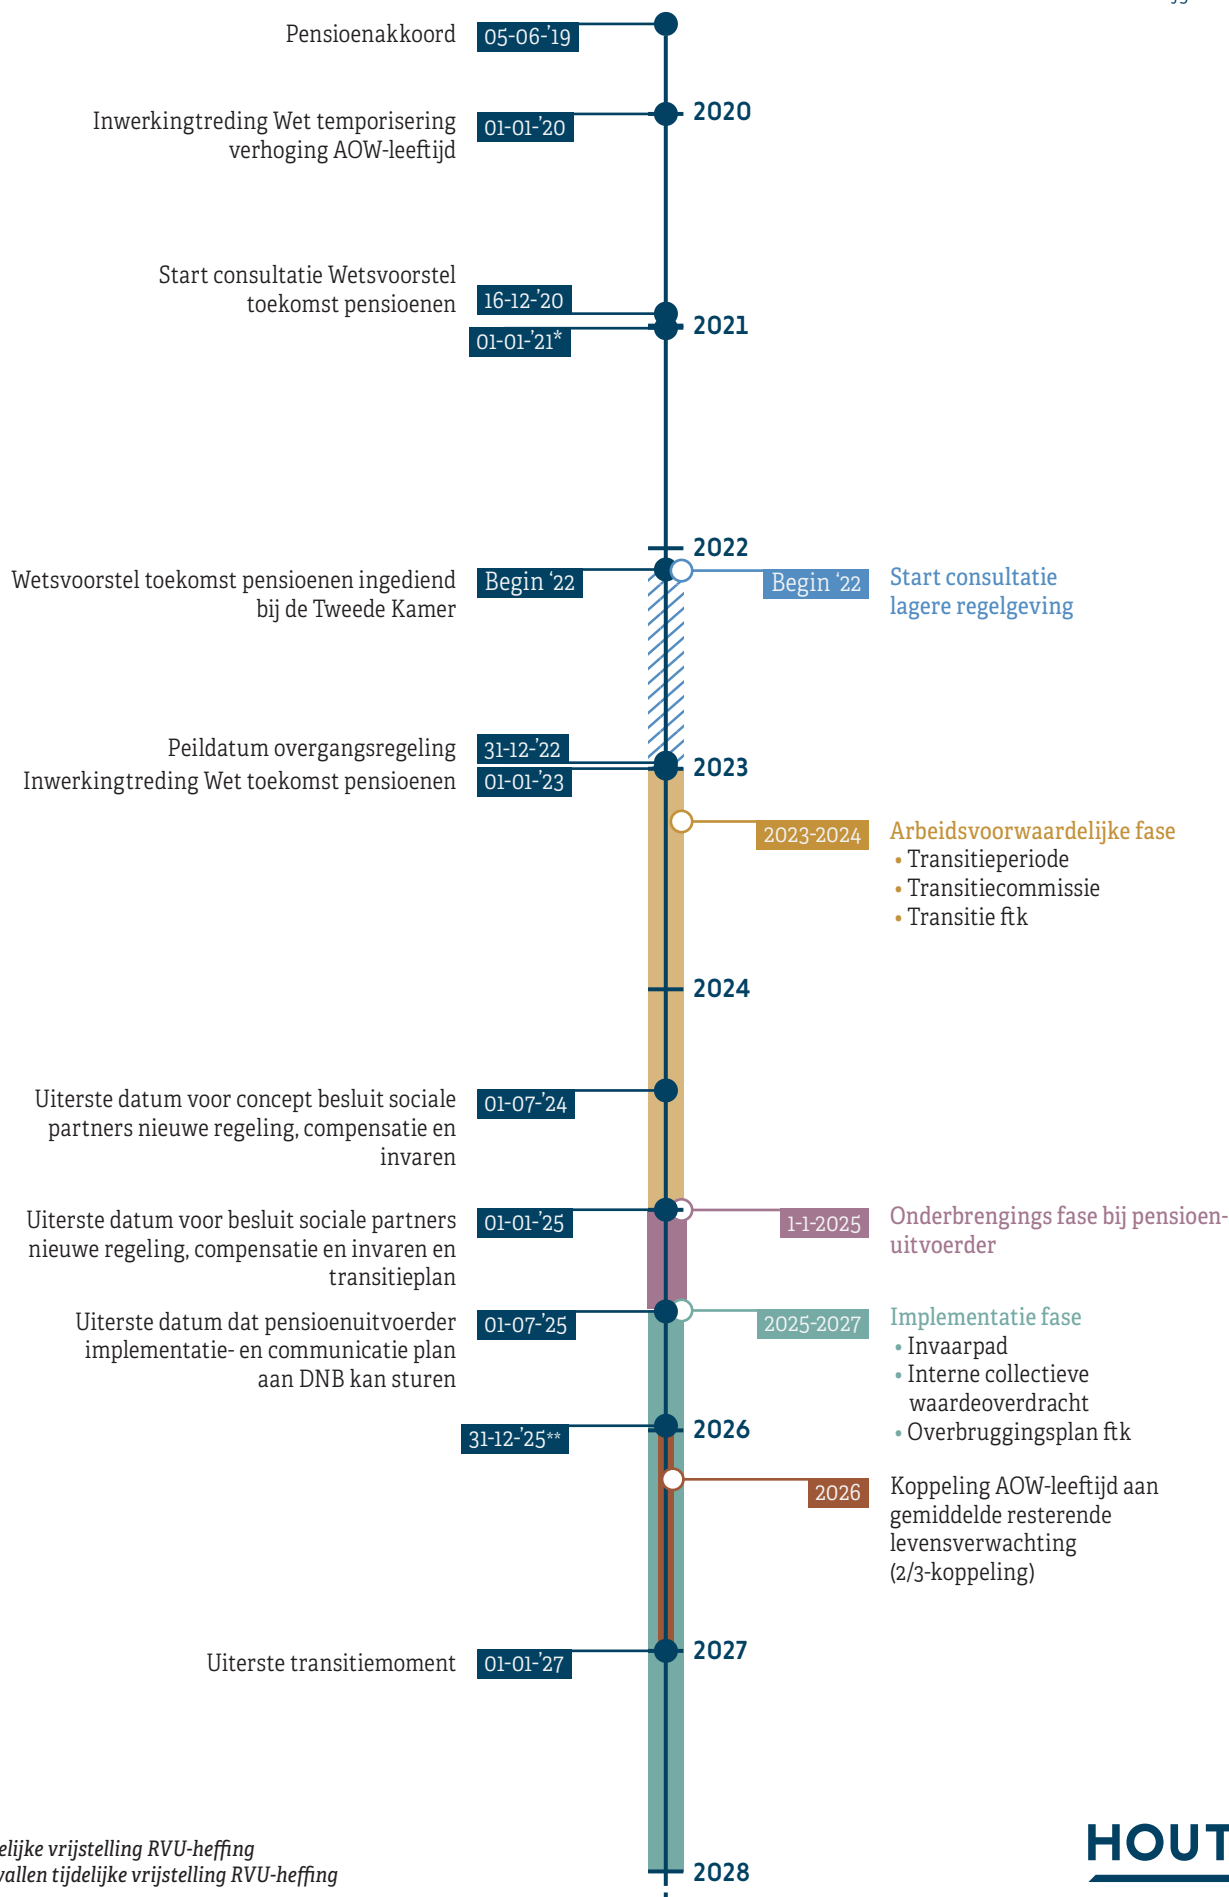 Pensioenakkoord
05-06-'19
Inwerkingtreding Wet temporisering
verhoging AOW-leeftijd
01-01-'20
2020
Start consultatie Wetsvoorstel
toekomst pensioenen
16-12-'20
01-01-'21*
2021
2022
Wetsvoorstel toekomst pensioenen ingediend
bij de Tweede Kamer
Begin ‘22
Begin ‘22
Start consultatie
lagere regelgeving
Peildatum overgangsregeling
31-12-'22
Inwerkingtreding Wet toekomst pensioenen
01-01-'23
2023
2023-2024
Arbeidsvoorwaardelijke fase
• Transitieperiode
• Transitiecommissie
• Transitie ftk
2024
Uiterste datum voor concept besluit sociale
partners nieuwe regeling, compensatie en
invaren
01-07-'24
Uiterste datum voor besluit sociale partners
nieuwe regeling, compensatie en invaren en
transitieplan
01-01-'25
1-1-2025
Onderbrengings fase bij pensioen-
uitvoerder
Uiterste datum dat pensioenuitvoerder
implementatie- en communicatie plan
aan DNB kan sturen
01-07-'25
2025-2027
Implementatie fase
• Invaarpad
• Interne collectieve
waardeoverdracht
• Overbruggingsplan ftk
31-12-'25**
2026
2026
Koppeling AOW-leeftijd aan
gemiddelde resterende
levensverwachting
(2/3-koppeling)
Uiterste transitiemoment
01-01-'27
2027
elijke vrijstelling RVU-heffing
vallen tijdelijke vrijstelling RVU-heffing
2028
HOUT